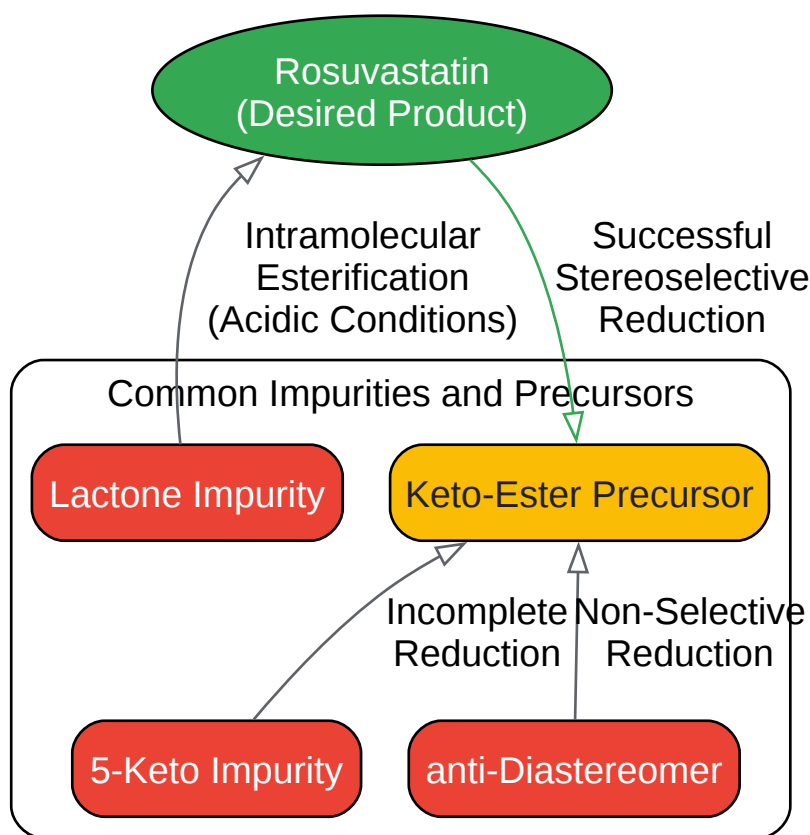 Rosuvastatin
(Desired Product)
Intramolecular
Esterification
(Acidic Conditions)
Successful
Stereoselective
Reduction
Common Impurities and Precursors
Lactone Impurity
Keto-Ester Precursor
Incomplete
Reduction
Non-Selective
Reduction
5-Keto Impurity
anti-Diastereomer